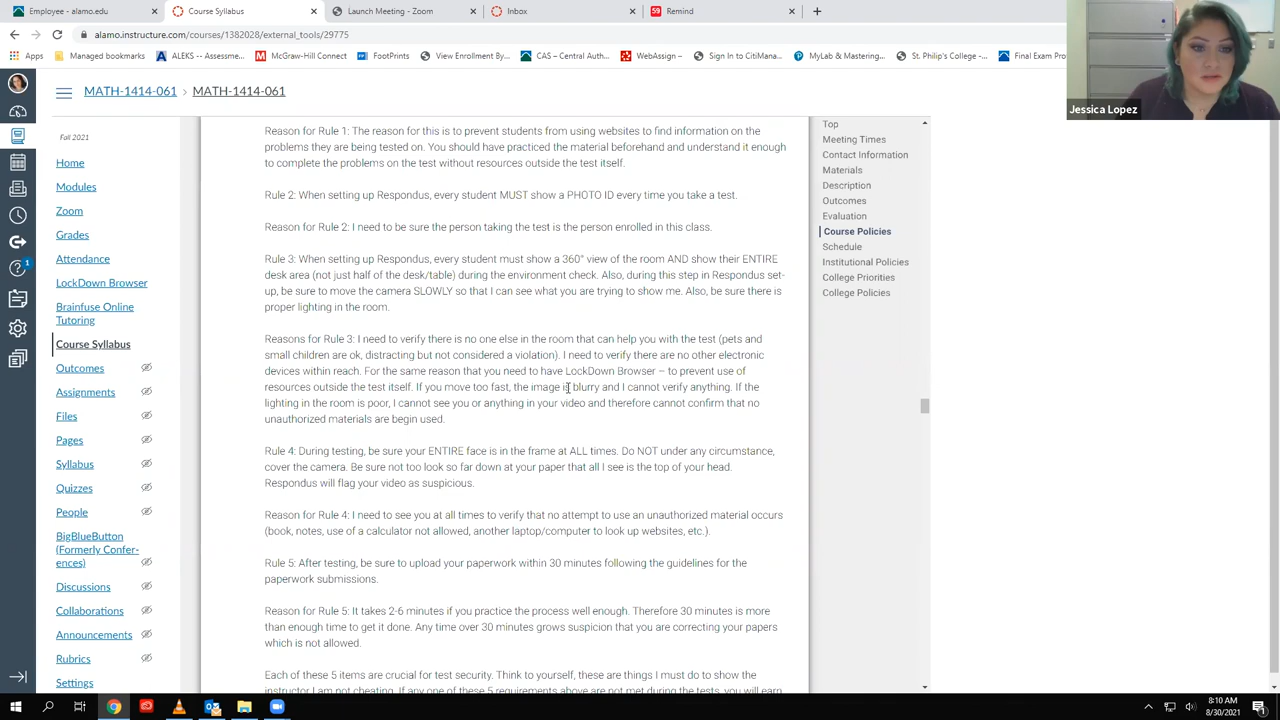 Employee - alamo.edu
Course Syllabus
Launch Meeting - Zoom
Inbox
Remind
alamo.instructure.com/courses/1382028/external_tools/29775
Managed bookmarks
ALEKS -- Assessme...
McGraw-Hill Connect
FootPrints
View Enrollment By...
CAS – Central Auth...
WebAssign -
Sign In to CitiMana...
MyLab & Mastering...
St. Philip's College -...
Final Exam Pro
Jessica Lopez
MATH-1414-061 > MATH-1414-061
Fall 2021
Home
Modules
Zoom
Grades
Attendance
LockDown Browser
Brainfuse Online
Tutoring
Course Syllabus
Outcomes
Assignments
Files
Pages
Syllabus
Quizzes
People
BigBlueButton
(Formerly Confer-
ences)
Discussions
Collaborations
Announcements
Rubrics
Settings
1
Reason for Rule 1: The reason for this is to prevent students from using websites to find information on the
problems they are being tested on. You should have practiced the material beforehand and understand it enough
to complete the problems on the test without resources outside the test itself.
Rule 2: When setting up Respondus, every student MUST show a PHOTO ID every time you take a test.
Reason for Rule 2: I need to be sure the person taking the test is the person enrolled in this class.
Rule 3: When setting up Respondus, every student must show a 360° view of the room AND show their ENTIRE
desk area (not just half of the desk/table) during the environment check. Also, during this step in Respondus set-
up, be sure to move the camera SLOWLY so that I can see what you are trying to show me. Also, be sure there is
proper lighting in the room.
Reasons for Rule 3: I need to verify there is no one else in the room that can help you with the test (pets and
small children are ok, distracting but not considered a violation). I need to verify there are no other electronic
devices within reach. For the same reason that you need to have LockDown Browser – to prevent use of
resources outside the test itself. If you move too fast, the image is blurry and I cannot verify anything. If the
lighting in the room is poor, I cannot see you or anything in your video and therefore cannot confirm that no
unauthorized materials are begin used.
Rule 4: During testing, be sure your ENTIRE face is in the frame at ALL times. Do NOT under any circumstance,
cover the camera. Be sure not too look so far down at your paper that all I see is the top of your head.
Respondus will flag your video as suspicious.
Reason for Rule 4: I need to see you at all times to verify that no attempt to use an unauthorized material occurs
(book, notes, use of a calculator not allowed, another laptop/computer to look up websites, etc.).
Rule 5: After testing, be sure to upload your paperwork within 30 minutes following the guidelines for the
paperwork submissions.
Reason for Rule 5: It takes 2-6 minutes if you practice the process well enough. Therefore 30 minutes is more
than enough time to get it done. Any time over 30 minutes grows suspicion that you are correcting your papers
which is not allowed.
Each of these 5 items are crucial for test security. Think to yourself, these are things I must do to show the
instructor I am not cheating. If any one of these 5 requirements above are not met during the tests, you will earn
Top
Meeting Times
Contact Information
Materials
Description
Outcomes
Evaluation
Course Policies
Schedule
Institutional Policies
College Priorities
College Policies
8:10 AM
8/30/2021